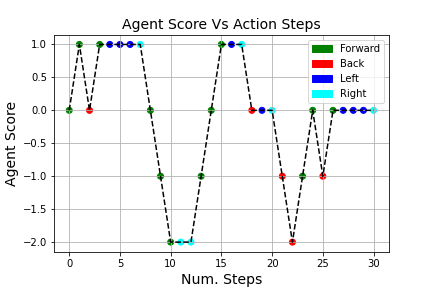 Agent Score Vs Action Steps
Agent Score
1.0
0.5
0.0
−0.5
−1.0
−1.5
−2.0
Forward
Back
Left
Right
0 5 10 15 20 25 30
Num. Steps